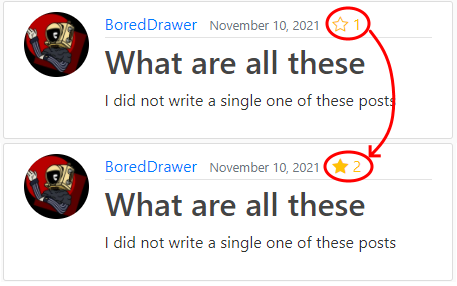 BoredDrawer November 10, 2021 1
What are all these
I did not write a single one of these posts
BoredDrawer November 10, 2021 2
What are all these
I did not write a single one of these posts